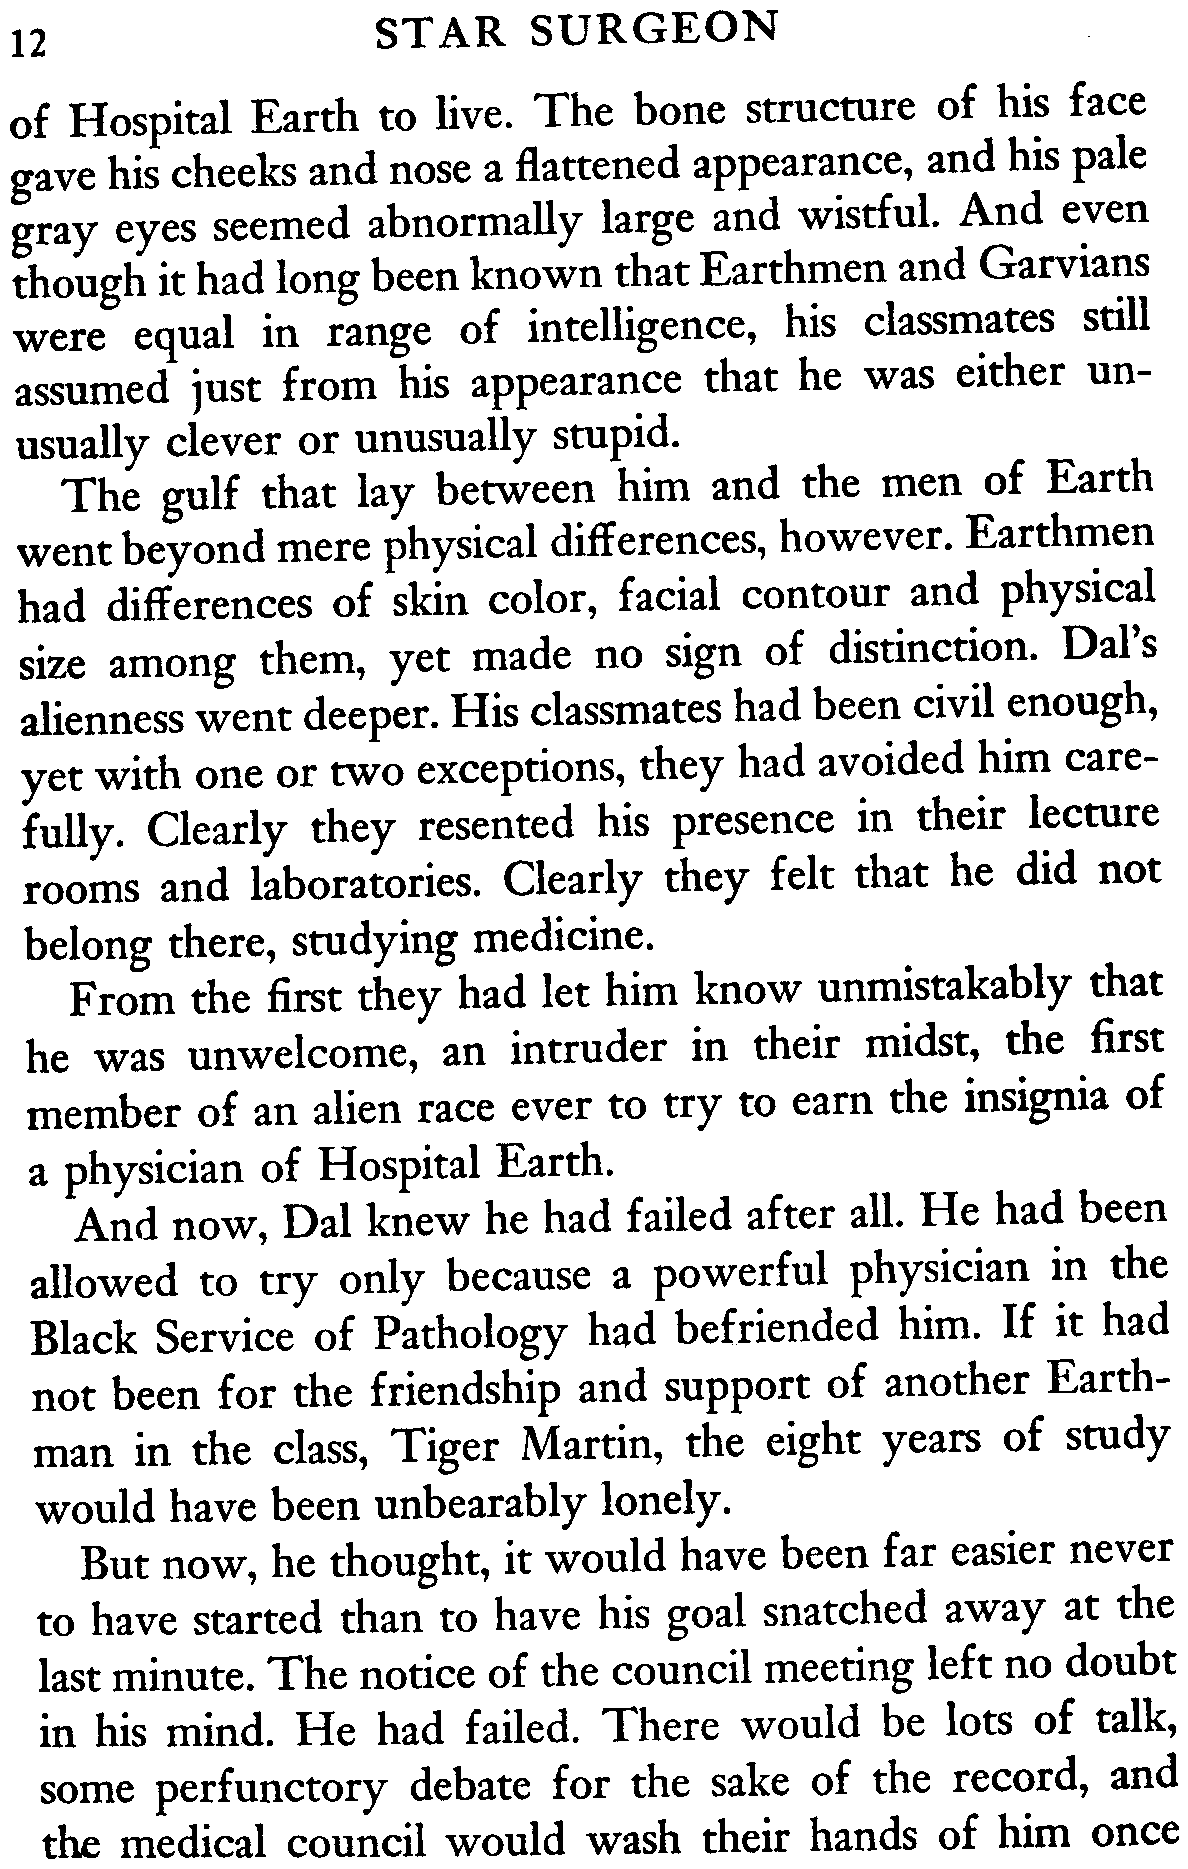 12 STAR SURGEON
of Hospital Earth to live. The bone structure of his face
gave his cheeks and nose a flattened appearance, and his pale
gray eyes seemed abnormally large and wistful. And even
though it had long been known that Earthmen and Garvians
were equal in range of intelligence, his classmates still
assumed just from his appearance that he was either un-
usually clever or unusually stupid.
The gulf that lay between him and the men of Earth
went beyond mere physical differences, however. Earthmen
had differences of skin color, facial contour and physical
size among them, yet made no sign of distinction. Dal's
alienness went deeper. His classmates had been civil enough,
yet with one or two exceptions, they had avoided him care-
fully. Clearly they resented his presence in their lecture
rooms and laboratories. Clearly they felt that he did not
belong there, studying medicine.
From the first they had let him know unmistakably that
he was unwelcome, an intruder in their midst, the first
member of an alien race ever to try to earn the insignia of
a physician of Hospital Earth.
And now, Dal knew he had failed after all. He had been
allowed to try only because a powerful physician in the
Black Service of Pathology had befriended him. If it had
not been for the friendship and support of another Earth-
man in the class, Tiger Martin, the eight years of study
would have been unbearably lonely.
But now, he thought, it would have been far easier never
to have started than to have his goal snatched away at the
last minute. The notice of the council meeting left no doubt
in his mind. He had failed. There would be lots of talk,
some perfunctory debate for the sake of the record, and
the medical council would wash their hands of him once